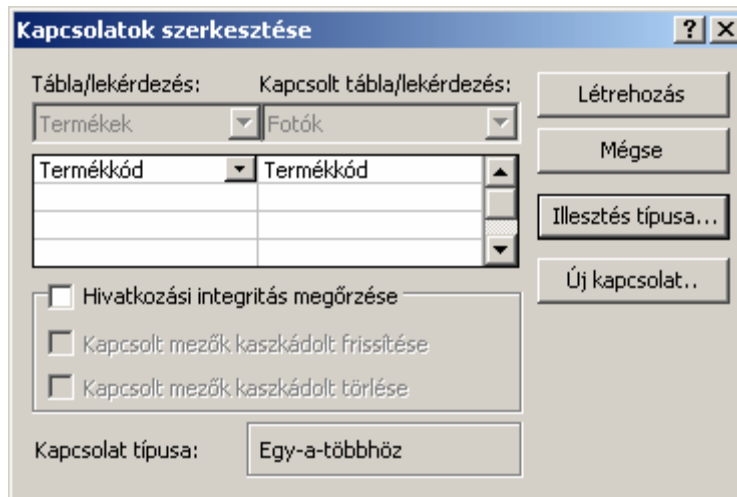 Kapcsolatok szerkesztése
Tábla/lekérdezés: Kapcsolt tábla/lekérdezés:
Termékek Fotók
Termékkód Termékkód
Hivatkozási integritás megőrzése
Kapcsolt mezők kaszkádolt frissítése
Kapcsolt mezők kaszkádolt törlése
Kapcsolat típusa: Egy-a-többhöz
Létrehozás
Mégse
Illesztés típusa...
Új kapcsolat..